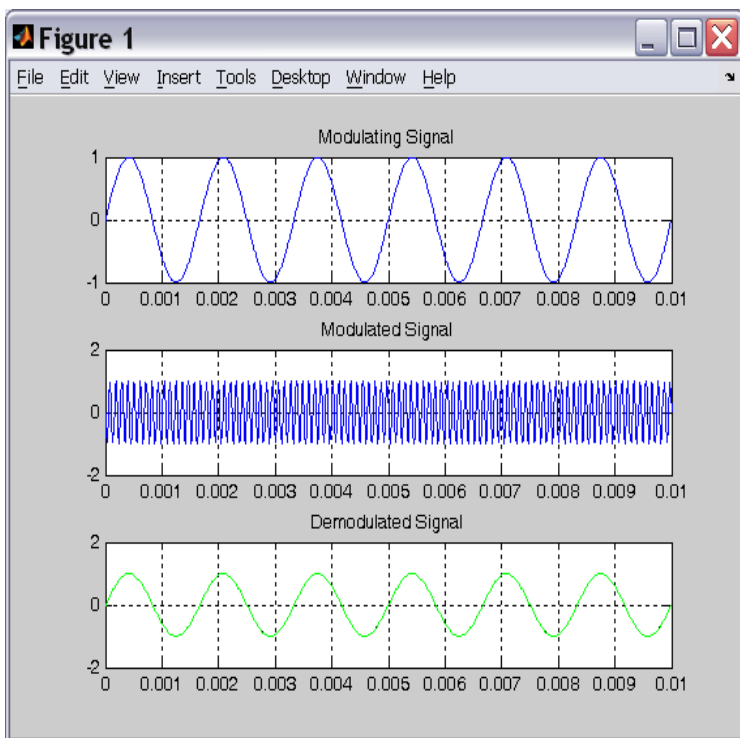 Figure 1
File Edit View Insert Tools Desktop Window Help
Modulating Signal
1
0
-1
0 0.001 0.002 0.003 0.004 0.005 0.006 0.007 0.008 0.009 0.01
Modulated Signal
2
0
-2
0 0.001 0.002 0.003 0.004 0.005 0.006 0.007 0.008 0.009 0.01
Demodulated Signal
2
0
-2
0 0.001 0.002 0.003 0.004 0.005 0.006 0.007 0.008 0.009 0.01